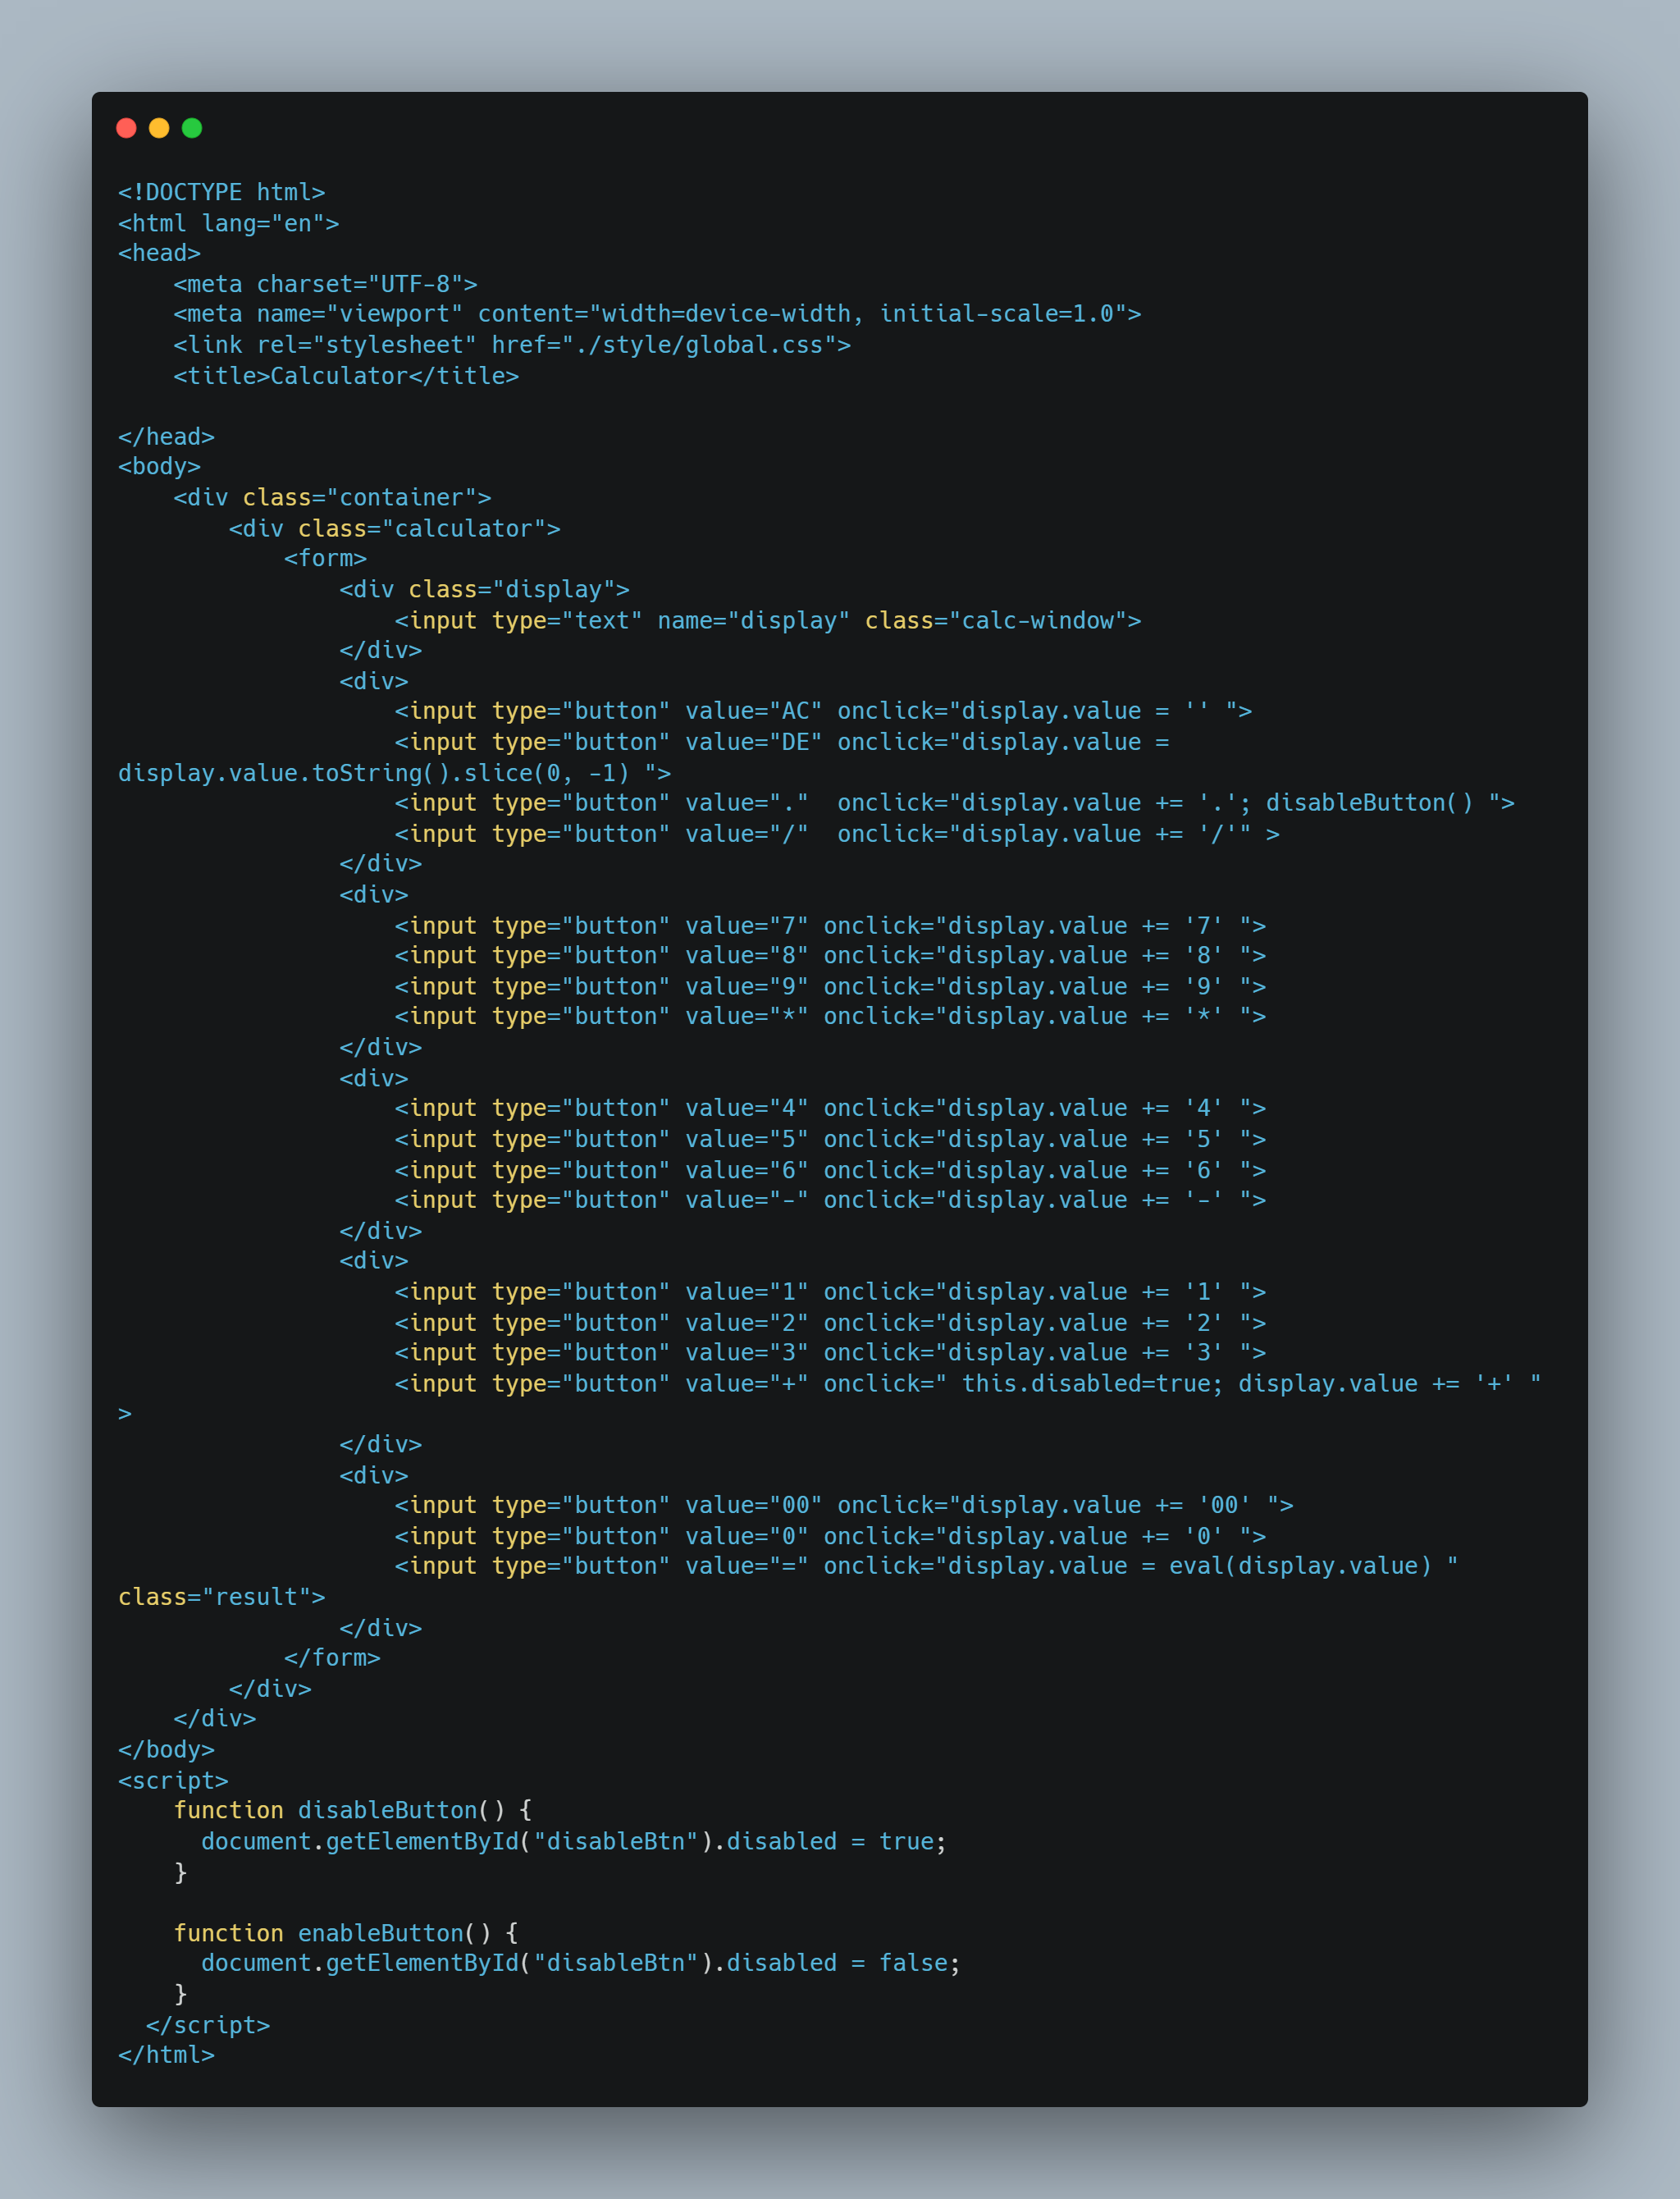 <!DOCTYPE html>
<html lang="en">
<head>
    <meta charset="UTF-8">
    <meta name="viewport" content="width=device-width, initial-scale=1.0">
    <link rel="stylesheet" href="./style/global.css">
    <title>Calculator</title>

</head>
<body>
    <div class="container">
        <div class="calculator">
            <form>
                <div class="display">
                    <input type="text" name="display" class="calc-window">
                </div>
                <div>
                    <input type="button" value="AC" onclick="display.value = '' ">
                    <input type="button" value="DE" onclick="display.value =
display.value.toString().slice(0, -1) ">
                    <input type="button" value="."  onclick="display.value += '.'; disableButton() ">
                    <input type="button" value="/"  onclick="display.value += '/'" >
                </div>
                <div>
                    <input type="button" value="7" onclick="display.value += '7' ">
                    <input type="button" value="8" onclick="display.value += '8' ">
                    <input type="button" value="9" onclick="display.value += '9' ">
                    <input type="button" value="*" onclick="display.value += '*' ">
                </div>
                <div>
                    <input type="button" value="4" onclick="display.value += '4' ">
                    <input type="button" value="5" onclick="display.value += '5' ">
                    <input type="button" value="6" onclick="display.value += '6' ">
                    <input type="button" value="-" onclick="display.value += '-' ">
                </div>
                <div>
                    <input type="button" value="1" onclick="display.value += '1' ">
                    <input type="button" value="2" onclick="display.value += '2' ">
                    <input type="button" value="3" onclick="display.value += '3' ">
                    <input type="button" value="+" onclick=" this.disabled=true; display.value += '+' "
>
                </div>
                <div>
                    <input type="button" value="00" onclick="display.value += '00' ">
                    <input type="button" value="0" onclick="display.value += '0' ">
                    <input type="button" value="=" onclick="display.value = eval(display.value) "
class="result">
                </div>
            </form>
        </div>
    </div>
</body>
<script>
    function disableButton() {
      document.getElementById("disableBtn").disabled = true;
    }

    function enableButton() {
      document.getElementById("disableBtn").disabled = false;
    }
  </script>
</html>